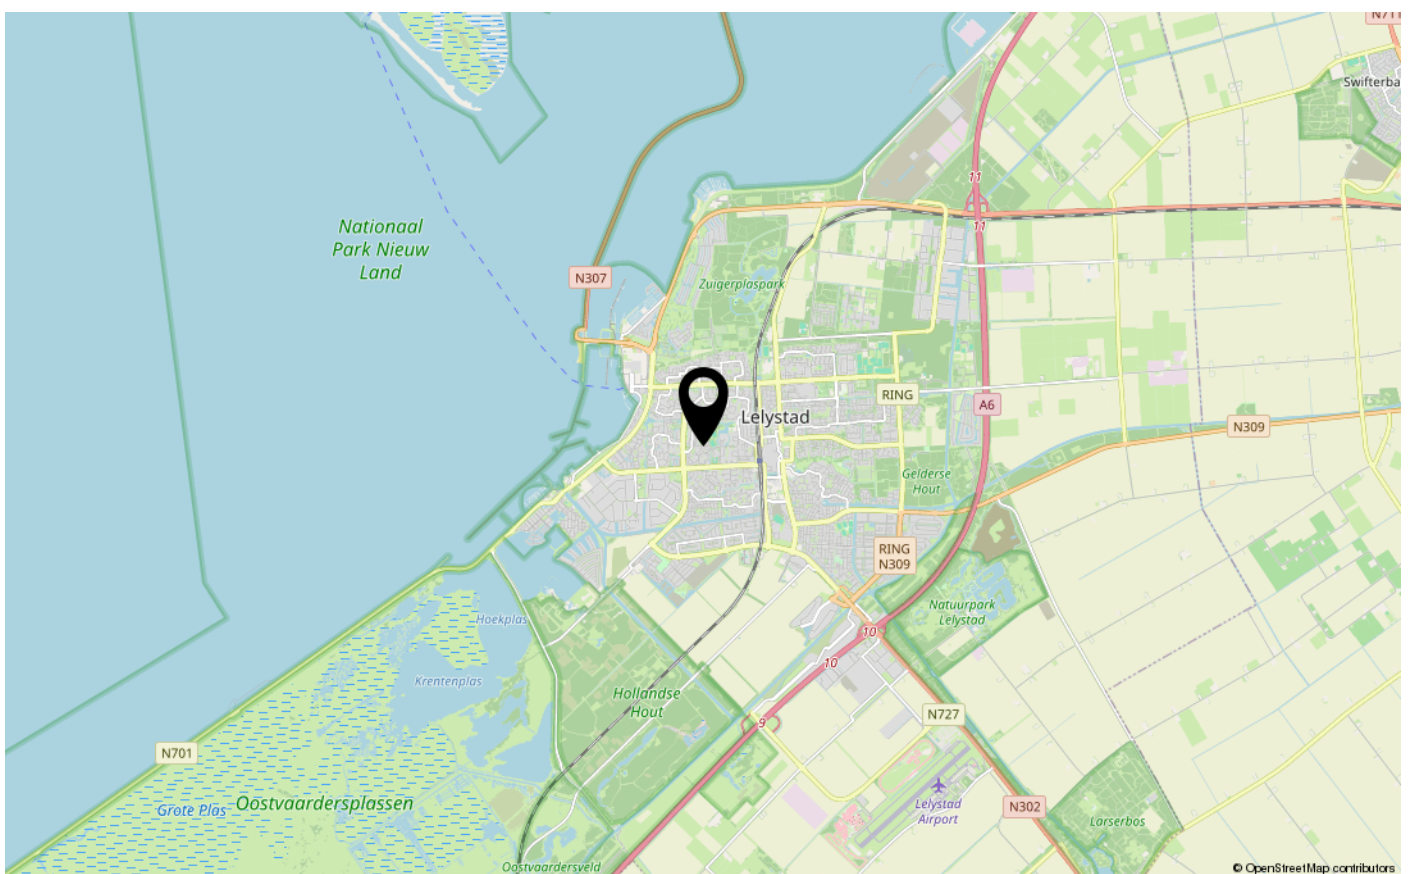 N711
Swifterba
11
Nationaal
Park Nieuw
Land
11
N307
Zuigerplaspark
RING
A6
Lelystad
N309
Gelderse
Hout
RING
N309
Natuurpark
Lelystad
Hoekplas
10
10
Krentenplas
Hollandse
Hout
N727
9
N701
Oostvaardersplassen
Grote Plas
Lelystad
Airport
N302
Larserbos
Oostvaardersveld
© OpenStreetMap contributors